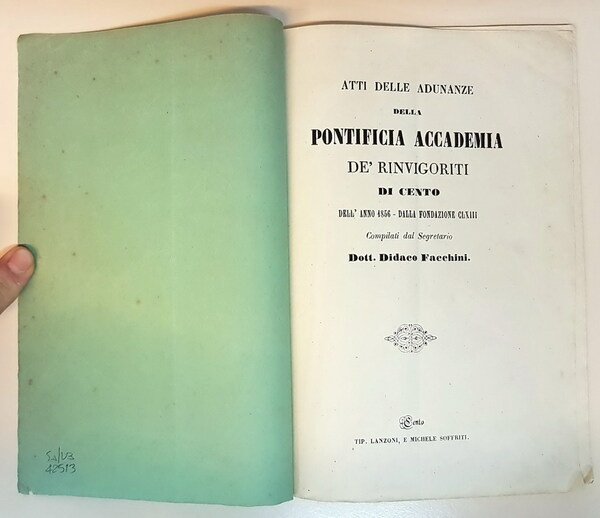 ATTI DELLE ADUNANZE
DELLA
PONTIFICIA ACCADEMIA
DE' RINVIGORITI
DI CENTO
DELL' ANNO 1856 - DALLA FONDAZIONE CLXIII
Compilati dal Segretario
Dott. Didaco Facchini.
Cento
TIP. LANZONI, E MICHELE SOFFRITI.
42513